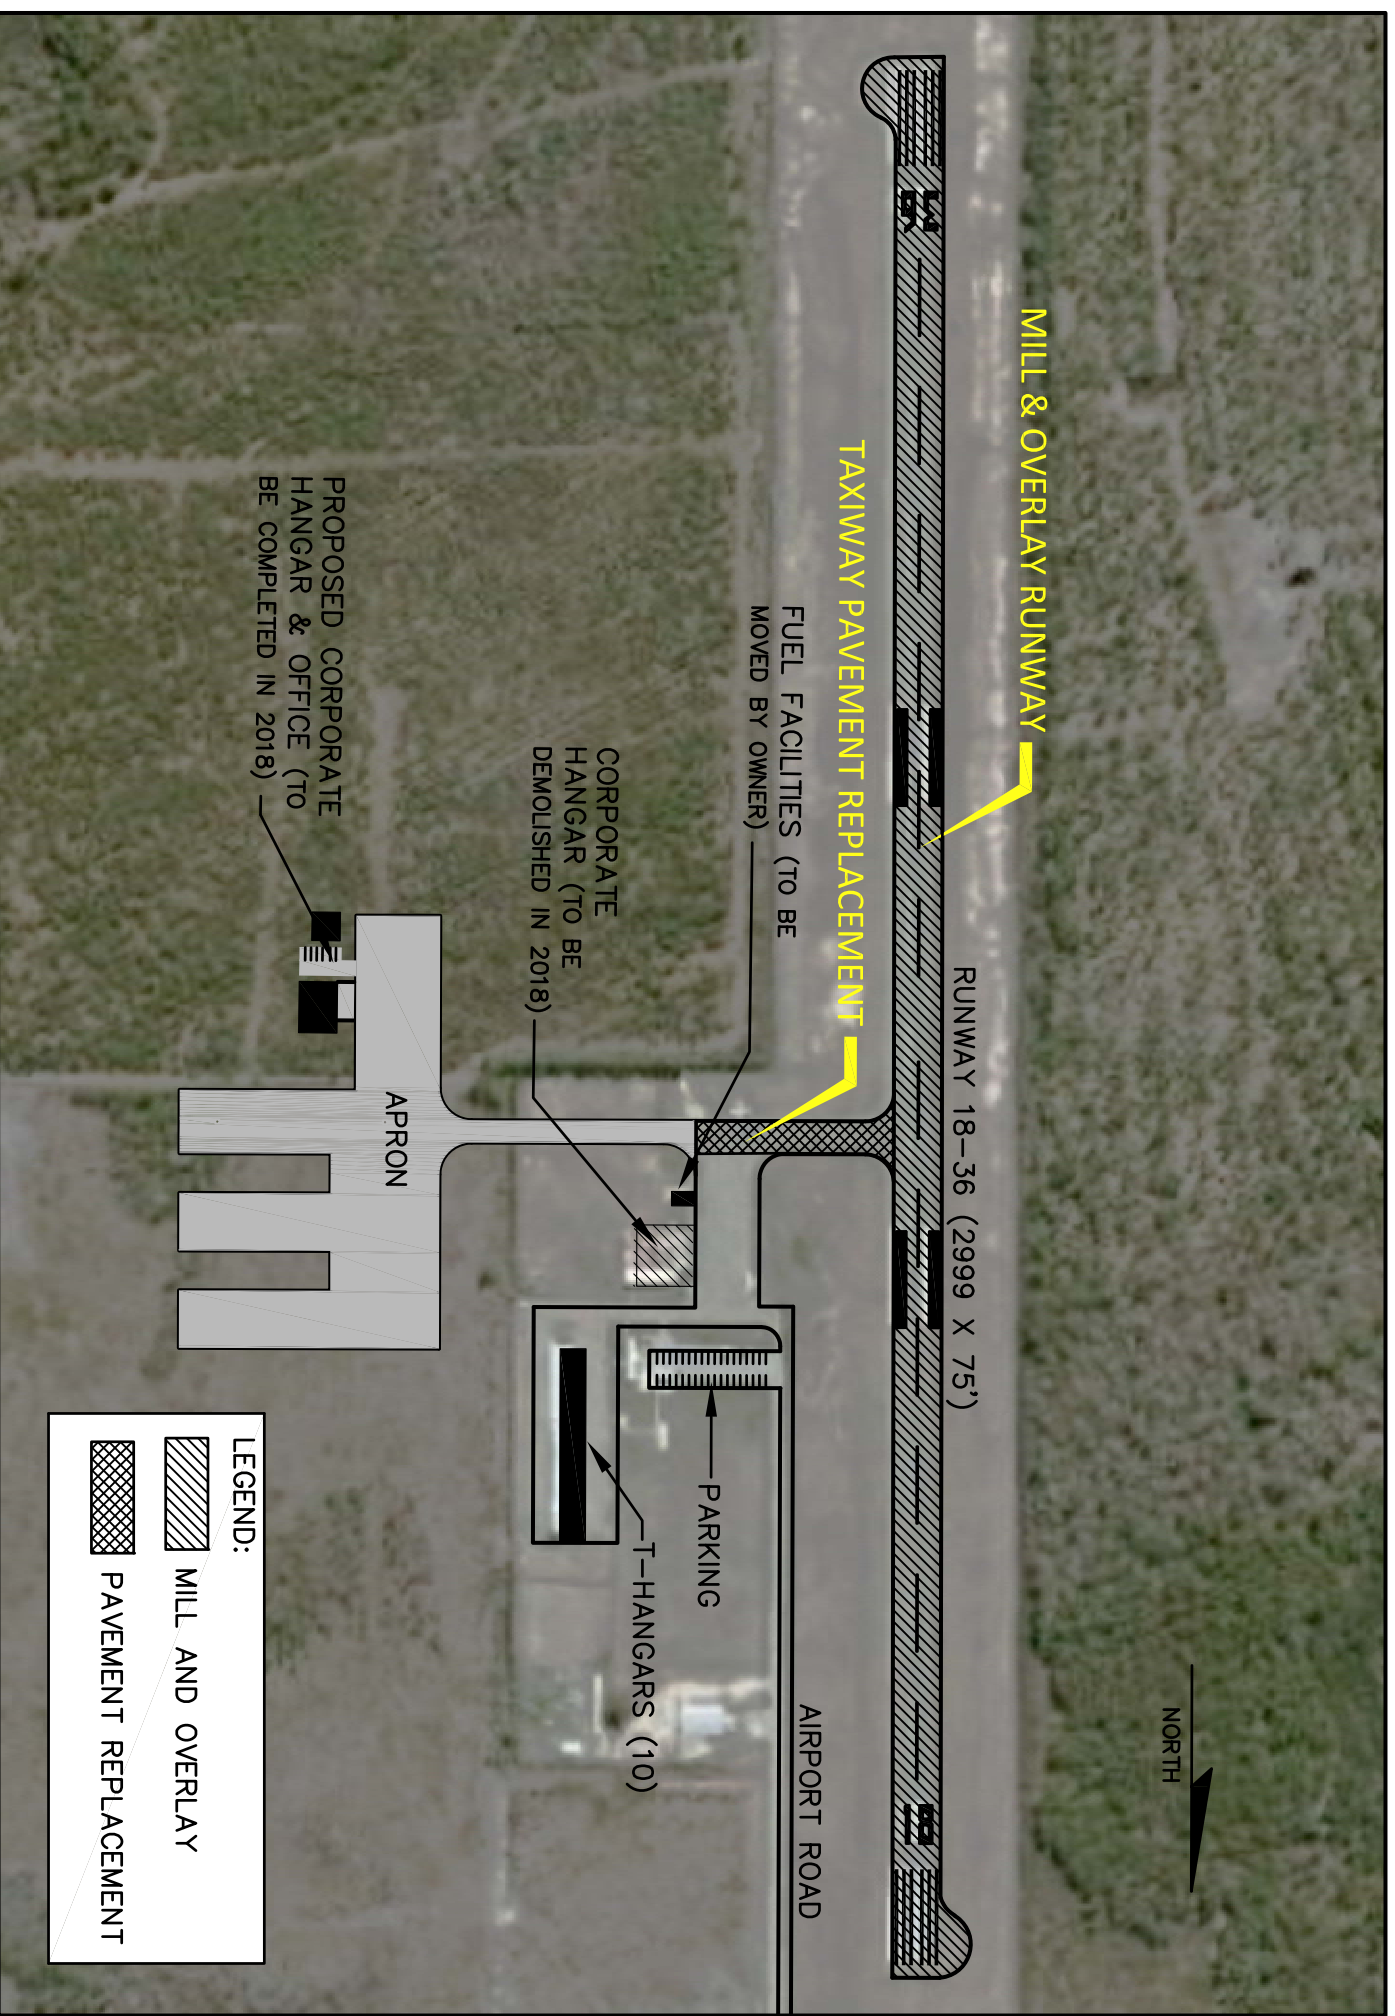 MILL & OVERLAY RUNWAY
RUNWAY 18-36 (2999 X 75')
NORTH
TAXIWAY PAVEMENT REPLACEMENT
FUEL FACILITIES (TO BE
MOVED BY OWNER)
AIRPORT ROAD
CORPORATE
HANGAR (TO BE
DEMOLISHED IN 2018)
PARKING
T-HANGARS (10)
APRON
PROPOSED CORPORATE
HANGAR & OFFICE (TO
BE COMPLETED IN 2018)
LEGEND:
MILL AND OVERLAY
PAVEMENT REPLACEMENT
36
18